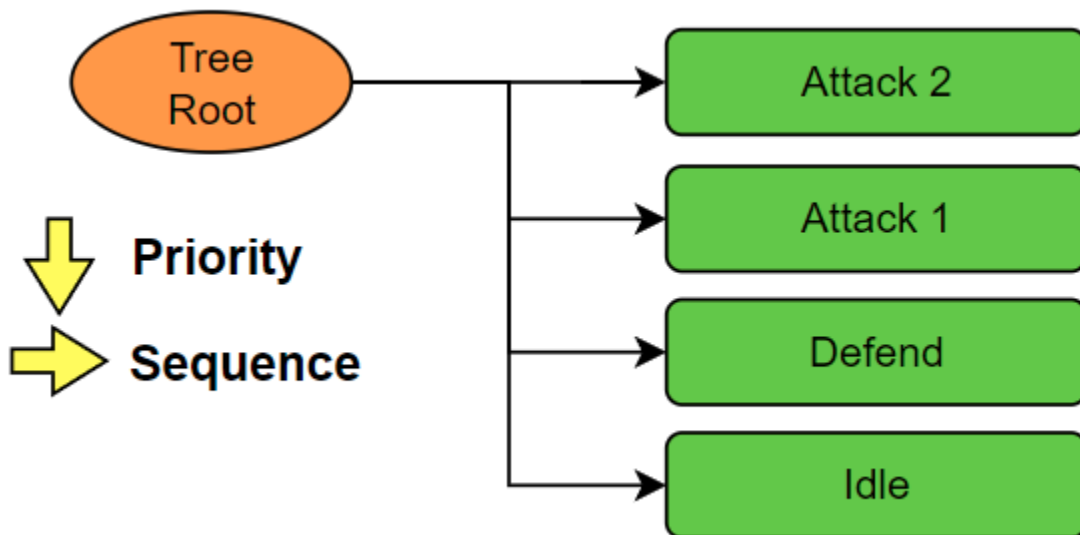 Tree
Root
Attack 2
Attack 1
Priority
Defend
Sequence
Idle